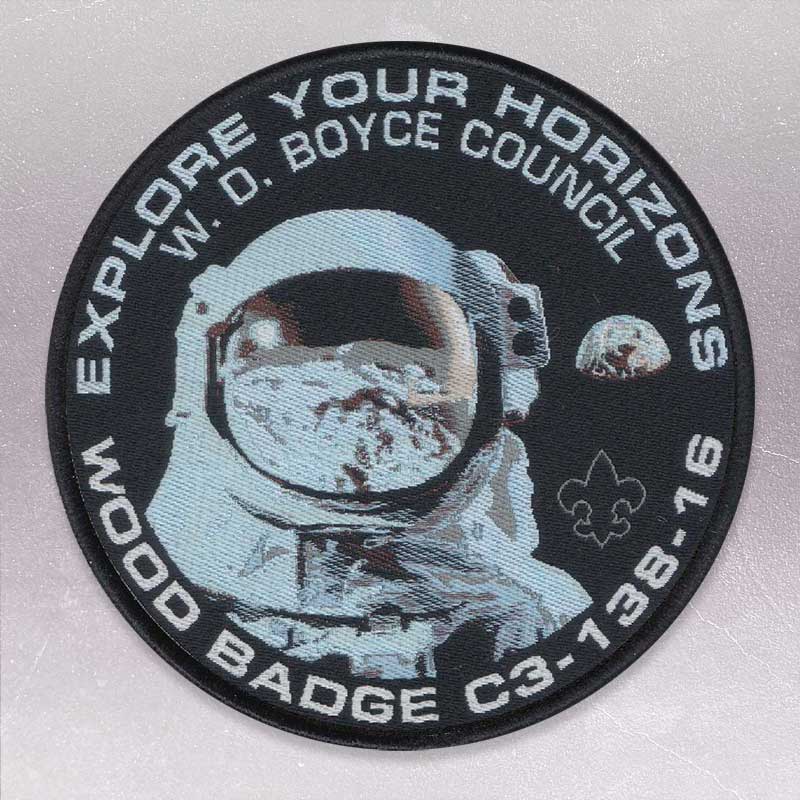 EXPLORE YOUR HORIZONS
W. D. BOYCE COUNCIL
WOOD BADGE C3-138-16